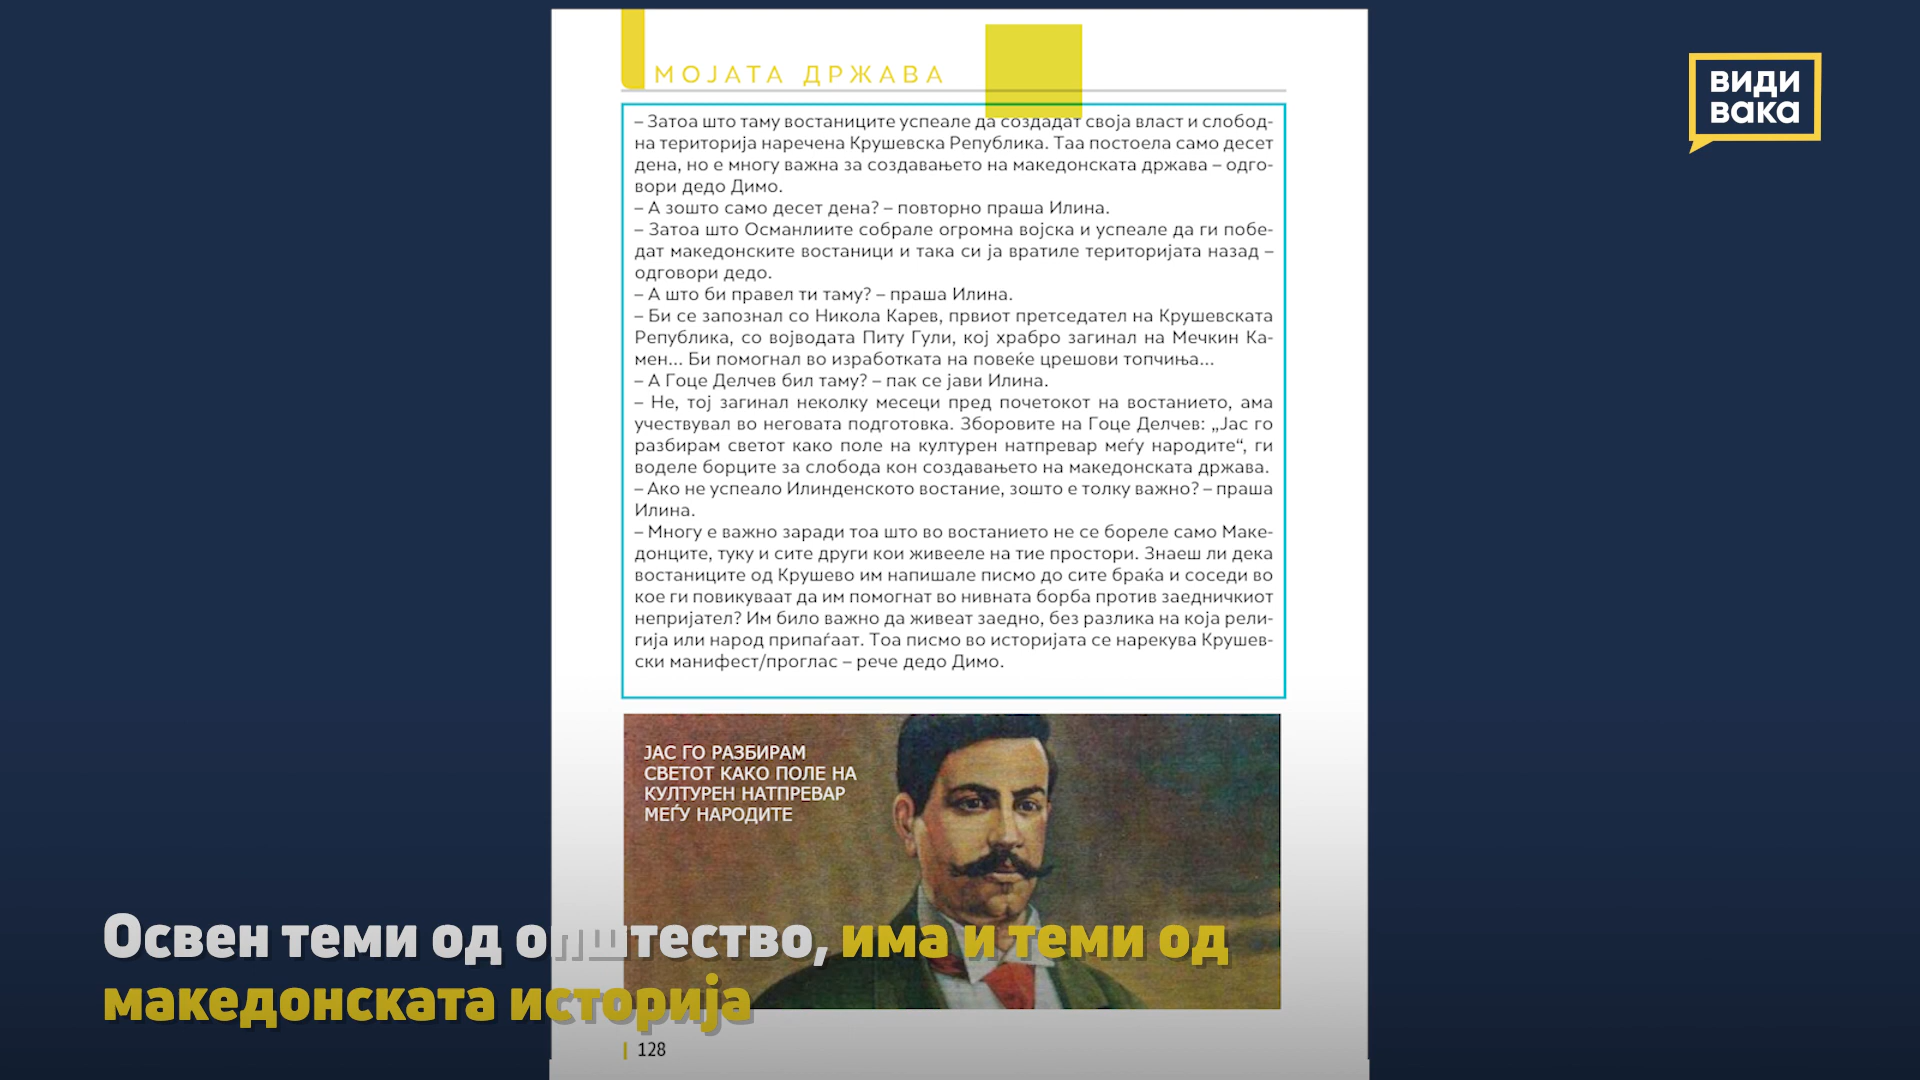 МОЈАТА ДРЖАВА
ВИДИ
ВАКА
– Затоа што таму востаниците успеале да создадат своја власт и слобод-
на територија наречена Крушевска Република. Таа постоела само десет
дена, но е многу важна за создавањето на македонската држава – одго-
вори дедо Димо.
– А зошто само десет дена? – повторно праша Илина.
– Затоа што Османлиите собрале огромна војска и успеале да ги побе-
дат македонските востаници и така си ја вратиле територијата назад –
одговори дедо.
– А што би правел ти таму? – праша Илина.
– Би се запознал со Никола Карев, првиот претседател на Крушевската
Република, со војводата Питу Гули, кој храбро загинал на Мечкин Ка-
мен... Би помогнал во изработката на повеќе црешови топчиња...
– А Гоце Делчев бил таму? – пак се јави Илина.
– Не, тој загинал неколку месеци пред почетокот на востанието, ама
учествувал во неговата подготовка. Зборовите на Гоце Делчев: „Јас го
разбирам светот како поле на културен натпревар меѓу народите“, ги
воделе борците за слобода кон создавањето на македонската држава.
– Ако не успеало Илинденското востание, зошто е толку важно? – праша
Илина.
– Многу е важно заради тоа што во востанието не се бореле само Маке-
донците, туку и сите други кои живееле на тие простори. Знаеш ли дека
востаниците од Крушево им напишале писмо до сите браќа и соседи во
кое ги повикуваат да им помогнат во нивната борба против заедничкиот
непријател? Им било важно да живеат заедно, без разлика на која рели-
гија или народ припаѓаат. Тоа писмо во историјата се нарекува Крушев-
ски манифест/проглас – рече дедо Димо.
ЈАС ГО РАЗБИРАМ
СВЕТОТ КАКО ПОЛЕ НА
КУЛТУРЕН НАТПРЕВАР
МЕЃУ НАРОДИТЕ
Освен теми од општество, има и теми од
македонската историја
128